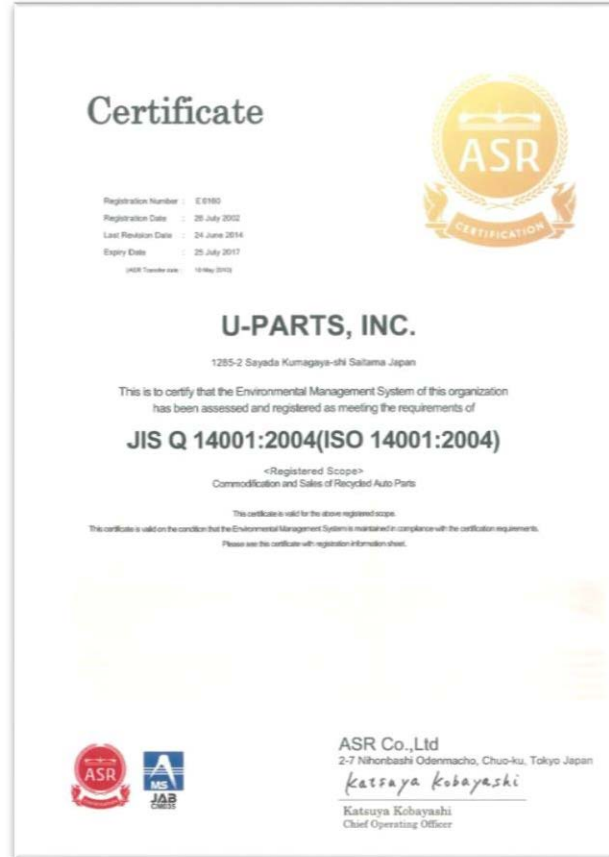 Certificate
ASR
CERTIFICATION
Registration Number : E 0160
Registration Date : 26 July 2002
Last Revision Date : 24 June 2014
Expiry Date : 25 July 2017
(ASR Transfer date :
U-PARTS, INC.
1285-2 Sayada Kumagaya-shi Saitama Japan
This is to certify that the Environmental Management System of this organization
has been assessed and registered as meeting the requirements of
JIS Q 14001:2004(ISO 14001:2004)
<Registered Scope>
Commodification and Sales of Recycled Auto Parts
This certificate is valid for the above registered scope.
This certificate is valid on the condition that the Environmental Management System is maintained in compliance with the certification requirements.
Please see this certificate with registration information sheet.
ASR
MS
JAB
CM035
ASR Co.,Ltd
2-7 Nihonbashi Odenmacho, Chuo-ku, Tokyo Japan
Katsuya Kobayashi
Katsuya Kobayashi
Chief Operating Officer